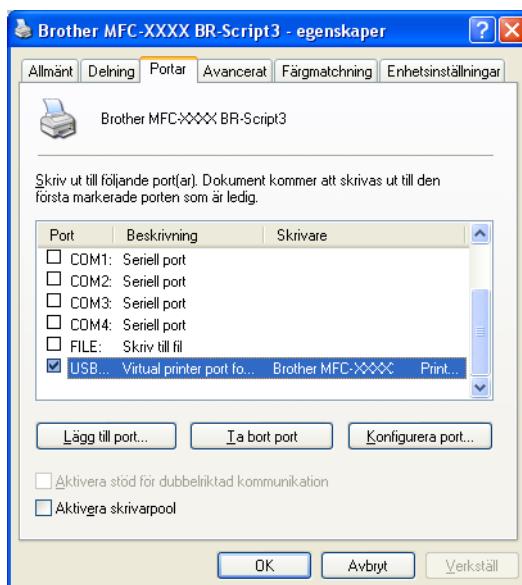 Brother MFC-XXXX BR-Script3 - egenskaper
Allmänt Delning Portar Avancerat Färgmatchning Enhetsinställningar
Brother MFC-XXXX BR-Script3
Skriv ut till följande port(ar). Dokument kommer att skrivas ut till den
första markerade porten som är ledig.
Port Beskrivning Skrivare
COM1: Seriell port
COM2: Seriell port
COM3: Seriell port
COM4: Seriell port
FILE: Skriv till fil
USB... Virtual printer port fo... Brother MFC-XXXX Print...
Lägg till port... Ta bort port Konfigurera port...
Aktivera stöd för dubbelriktad kommunikation
Aktivera skrivarpool
OK Avbryt Verkställ